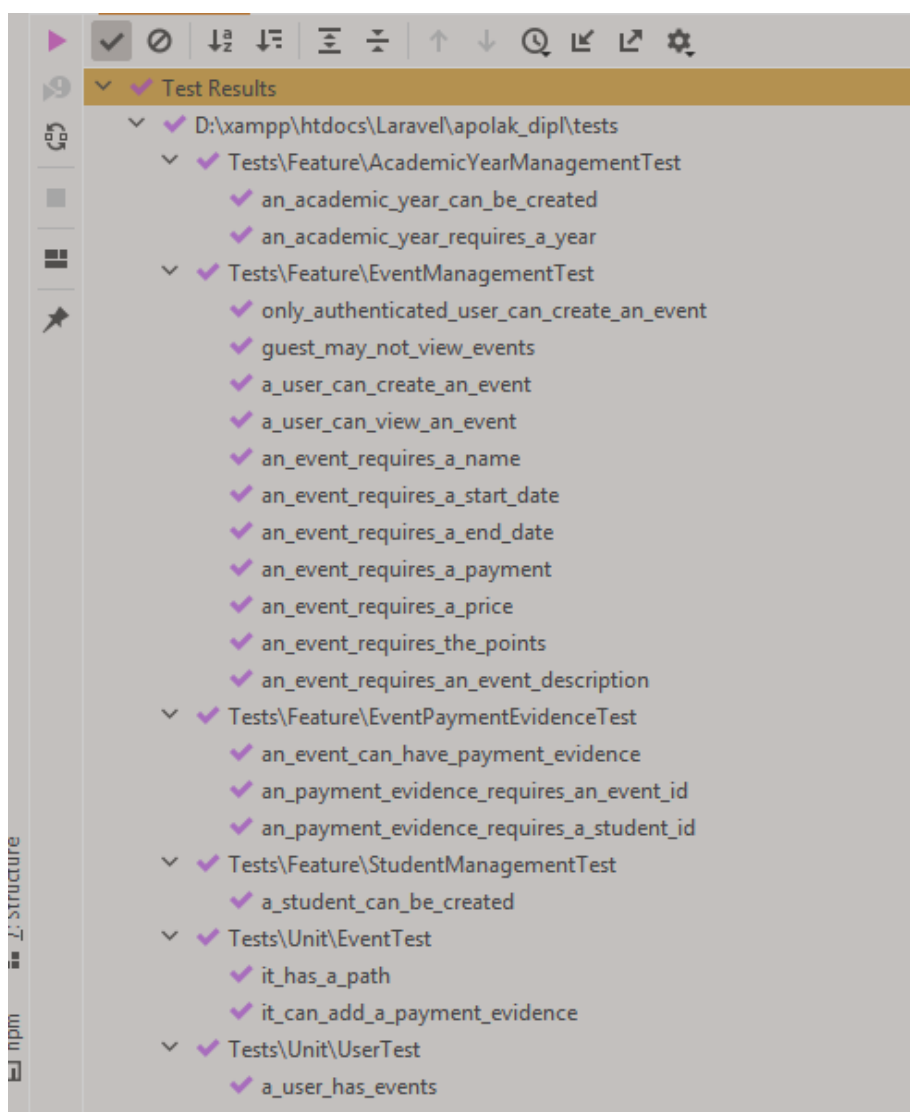 Test Results
D:\xampp\htdocs\Laravel\apolak_dipl\tests
Tests\Feature\AcademicYearManagementTest
an_academic_year_can_be_created
an_academic_year_requires_a_year
Tests\Feature\EventManagementTest
only_authenticated_user_can_create_an_event
guest_may_not_view_events
a_user_can_create_an_event
a_user_can_view_an_event
an_event_requires_a_name
an_event_requires_a_start_date
an_event_requires_a_end_date
an_event_requires_a_payment
an_event_requires_a_price
an_event_requires_the_points
an_event_requires_an_event_description
Tests\Feature\EventPaymentEvidenceTest
an_event_can_have_payment_evidence
an_payment_evidence_requires_an_event_id
an_payment_evidence_requires_a_student_id
Tests\Feature\StudentManagementTest
a_student_can_be_created
Tests\Unit\EventTest
it_has_a_path
it_can_add_a_payment_evidence
Tests\Unit\UserTest
a_user_has_events
Z: Structure
npm